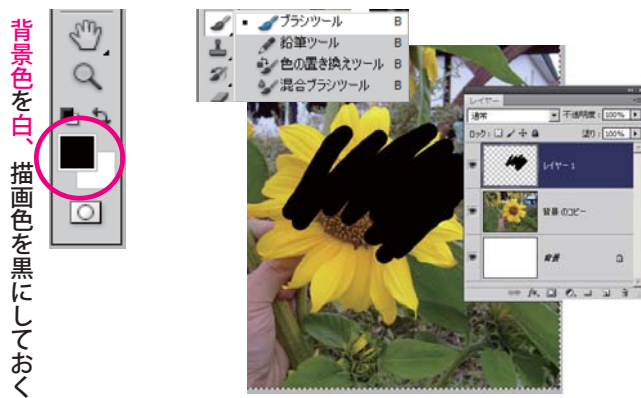 背景色を白、描画色を黒にしておく
ブラシツール B
鉛筆ツール B
色の置き換えツール B
混合ブラシツール B
レイヤー
通常 不透明度: 100%
ロック: 塗り: 100%
レイヤー 1
背景 のコピー
背景
fx.